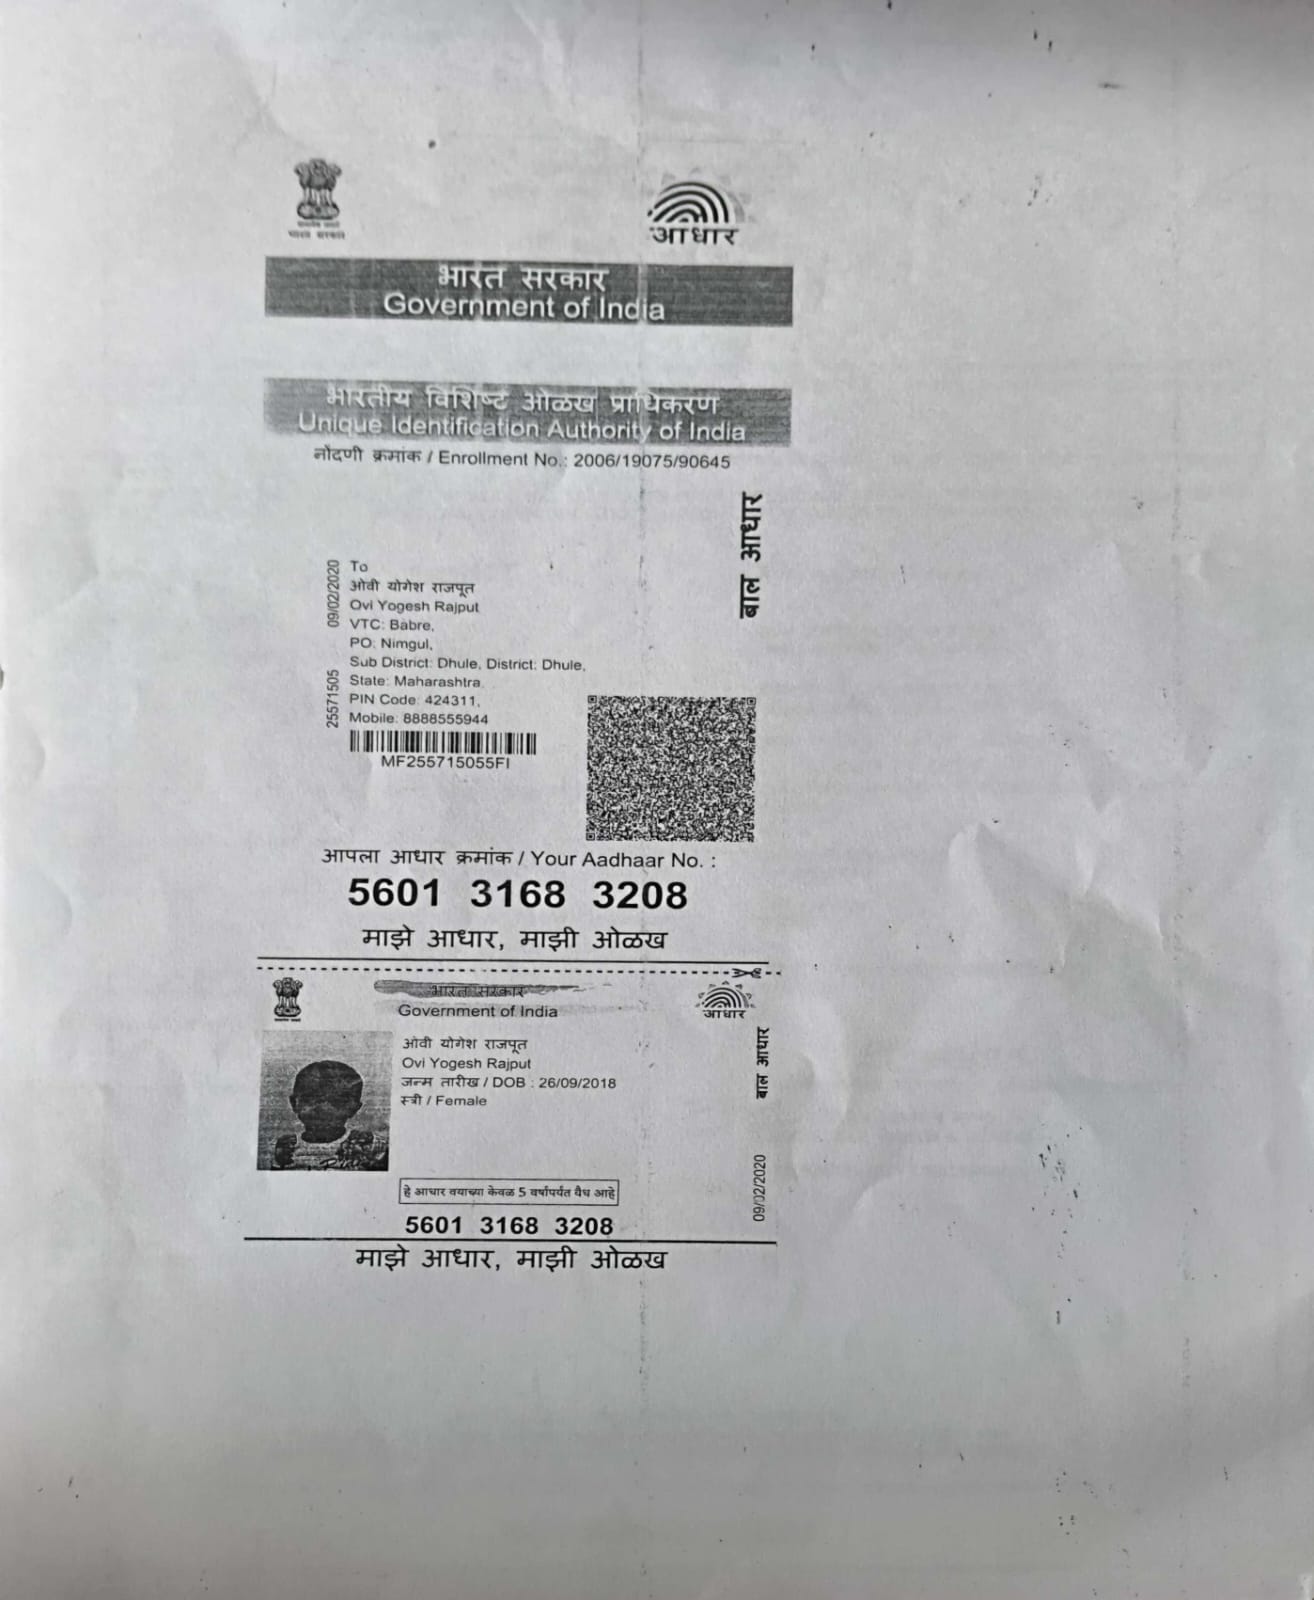 भारत सरकार
आधार
भारत सरकार
Government of India
भारतीय विशिष्ट ओळख प्राधिकरण
Unique Identification Authority of India
नोंदणी क्रमांक / Enrollment No.: 2006/19075/90645
बाल आधार
To
ओवी योगेश राजपूत
Ovi Yogesh Rajput
VTC: Babre,
PO: Nimgul,
Sub District: Dhule, District: Dhule,
State: Maharashtra,
PIN Code: 424311,
Mobile: 8888555944
09/02/2020
25571505
MF255715055FI
आपला आधार क्रमांक / Your Aadhaar No. :
5601 3168 3208
माझे आधार, माझी ओळख
भारत सरकार
Government of India
आधार
ओवी योगेश राजपूत
Ovi Yogesh Rajput
जन्म तारीख / DOB : 26/09/2018
स्त्री / Female
बाल आधार
09/02/2020
हे आधार वयाच्या केवळ 5 वर्षांपर्यंत वैध आहे
5601 3168 3208
माझे आधार, माझी ओळख